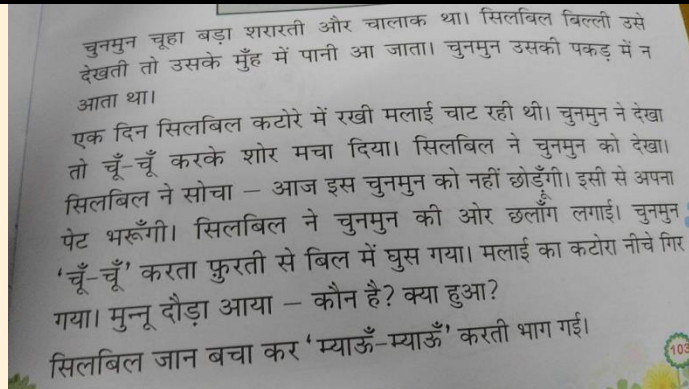 चुनमुन चूहा बड़ा शरारती और चालाक था। सिलबिल बिल्ली उसे
देखती तो उसके मुँह में पानी आ जाता। चुनमुन उसकी पकड़ में न
आता था।
एक दिन सिलबिल कटोरे में रखी मलाई चाट रही थी। चुनमुन ने देखा
तो चूँ-चूँ करके शोर मचा दिया। सिलबिल ने चुनमुन को देखा।
सिलबिल ने सोचा – आज इस चुनमुन को नहीं छोड़ूँगी। इसी से अपना
पेट भरूँगी। सिलबिल ने चुनमुन की ओर छलाँग लगाई। चुनमुन
'चूँ-चूँ' करता फ़ुरती से बिल में घुस गया। मलाई का कटोरा नीचे गिर
गया। मुन्नू दौड़ा आया – कौन है? क्या हुआ?
सिलबिल जान बचा कर 'म्याऊँ-म्याऊँ' करती भाग गई।
103